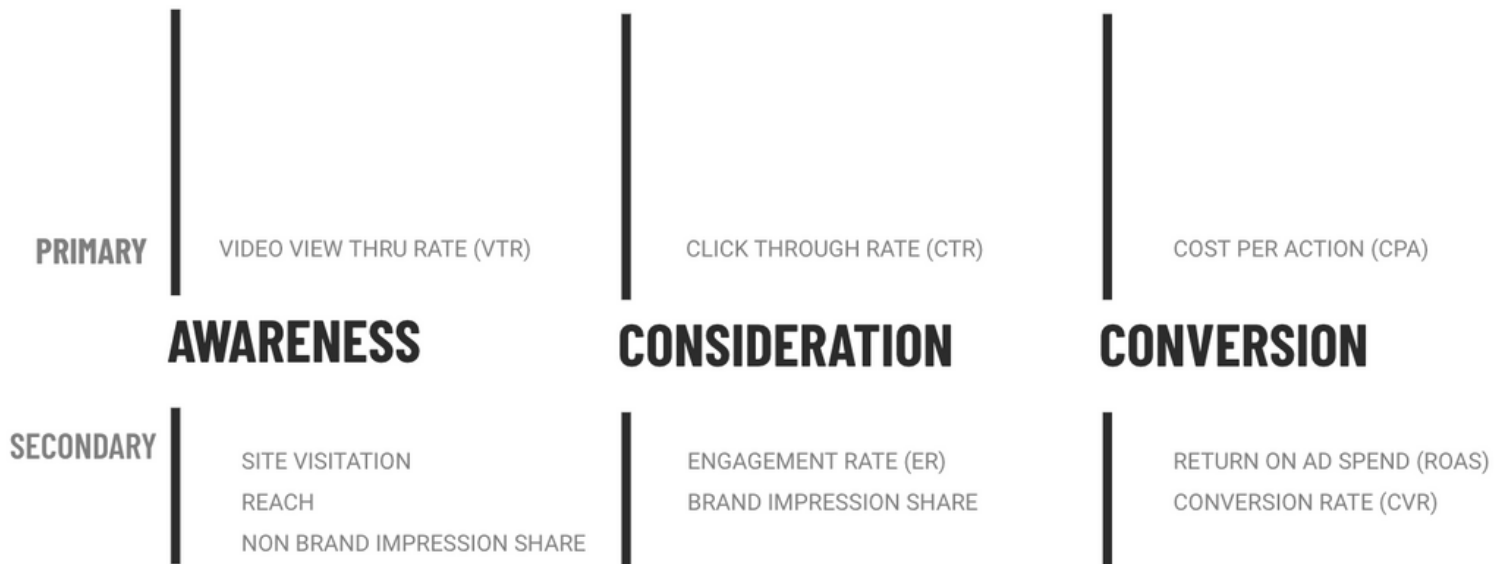 PRIMARY
VIDEO VIEW THRU RATE (VTR)
CLICK THROUGH RATE (CTR)
COST PER ACTION (CPA)
AWARENESS
CONSIDERATION
CONVERSION
SECONDARY
SITE VISITATION
REACH
NON BRAND IMPRESSION SHARE
ENGAGEMENT RATE (ER)
BRAND IMPRESSION SHARE
RETURN ON AD SPEND (ROAS)
CONVERSION RATE (CVR)